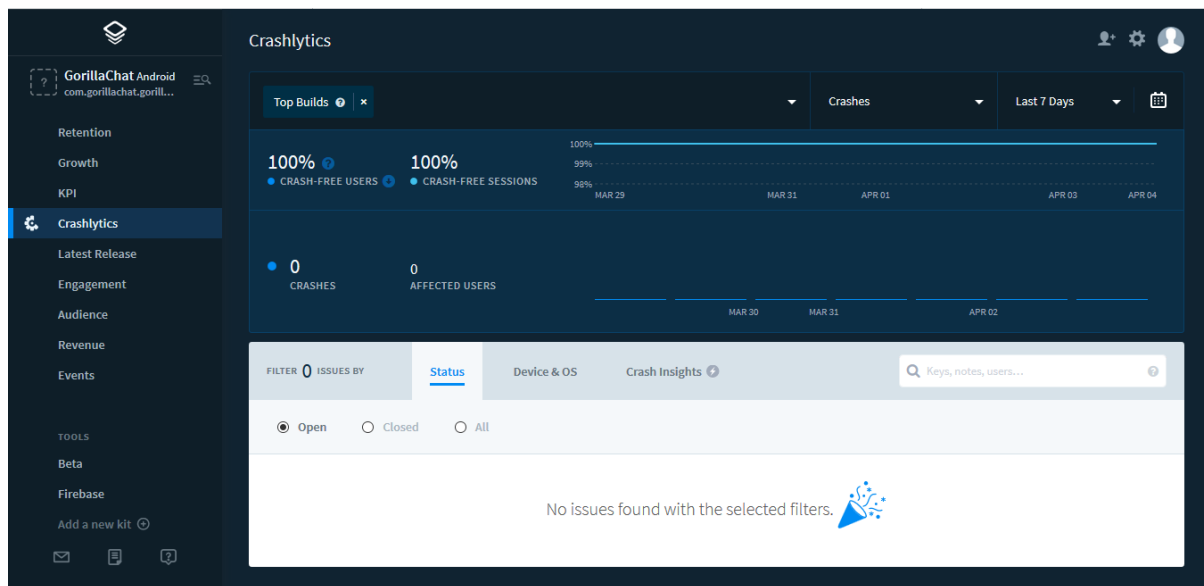 Crashlytics
GorillaChat Android
com.gorillachat.gorill...
Retention
Growth
KPI
Crashlytics
Latest Release
Engagement
Audience
Revenue
Events
TOOLS
Beta
Firebase
Add a new kit
Top Builds ? ×
Crashes
Last 7 Days
100% ?
CRASH-FREE USERS
100%
CRASH-FREE SESSIONS
100%
99%
98%
MAR 29 MAR 31 APR 01 APR 03 APR 04
0
CRASHES
0
AFFECTED USERS
MAR 30 MAR 31 APR 02
FILTER 0 ISSUES BY Status Device & OS Crash Insights Keys, notes, users... ?
Open Closed All
No issues found with the selected filters.